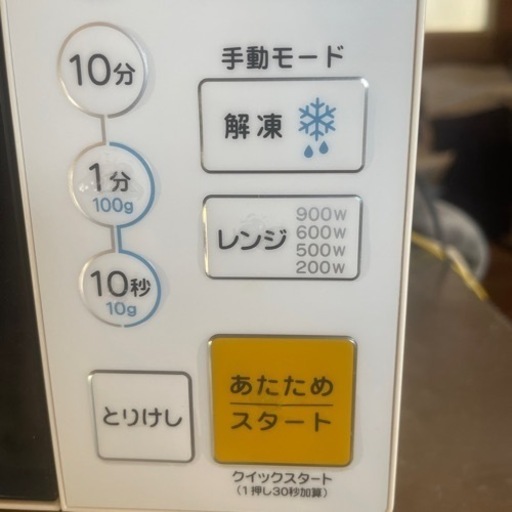 10分
1分
100g
10秒
10g
とりけし
手動モード
解凍
レンジ
900W
600W
500W
200W
あたため
スタート
クイックスタート
(1押し30秒加算)